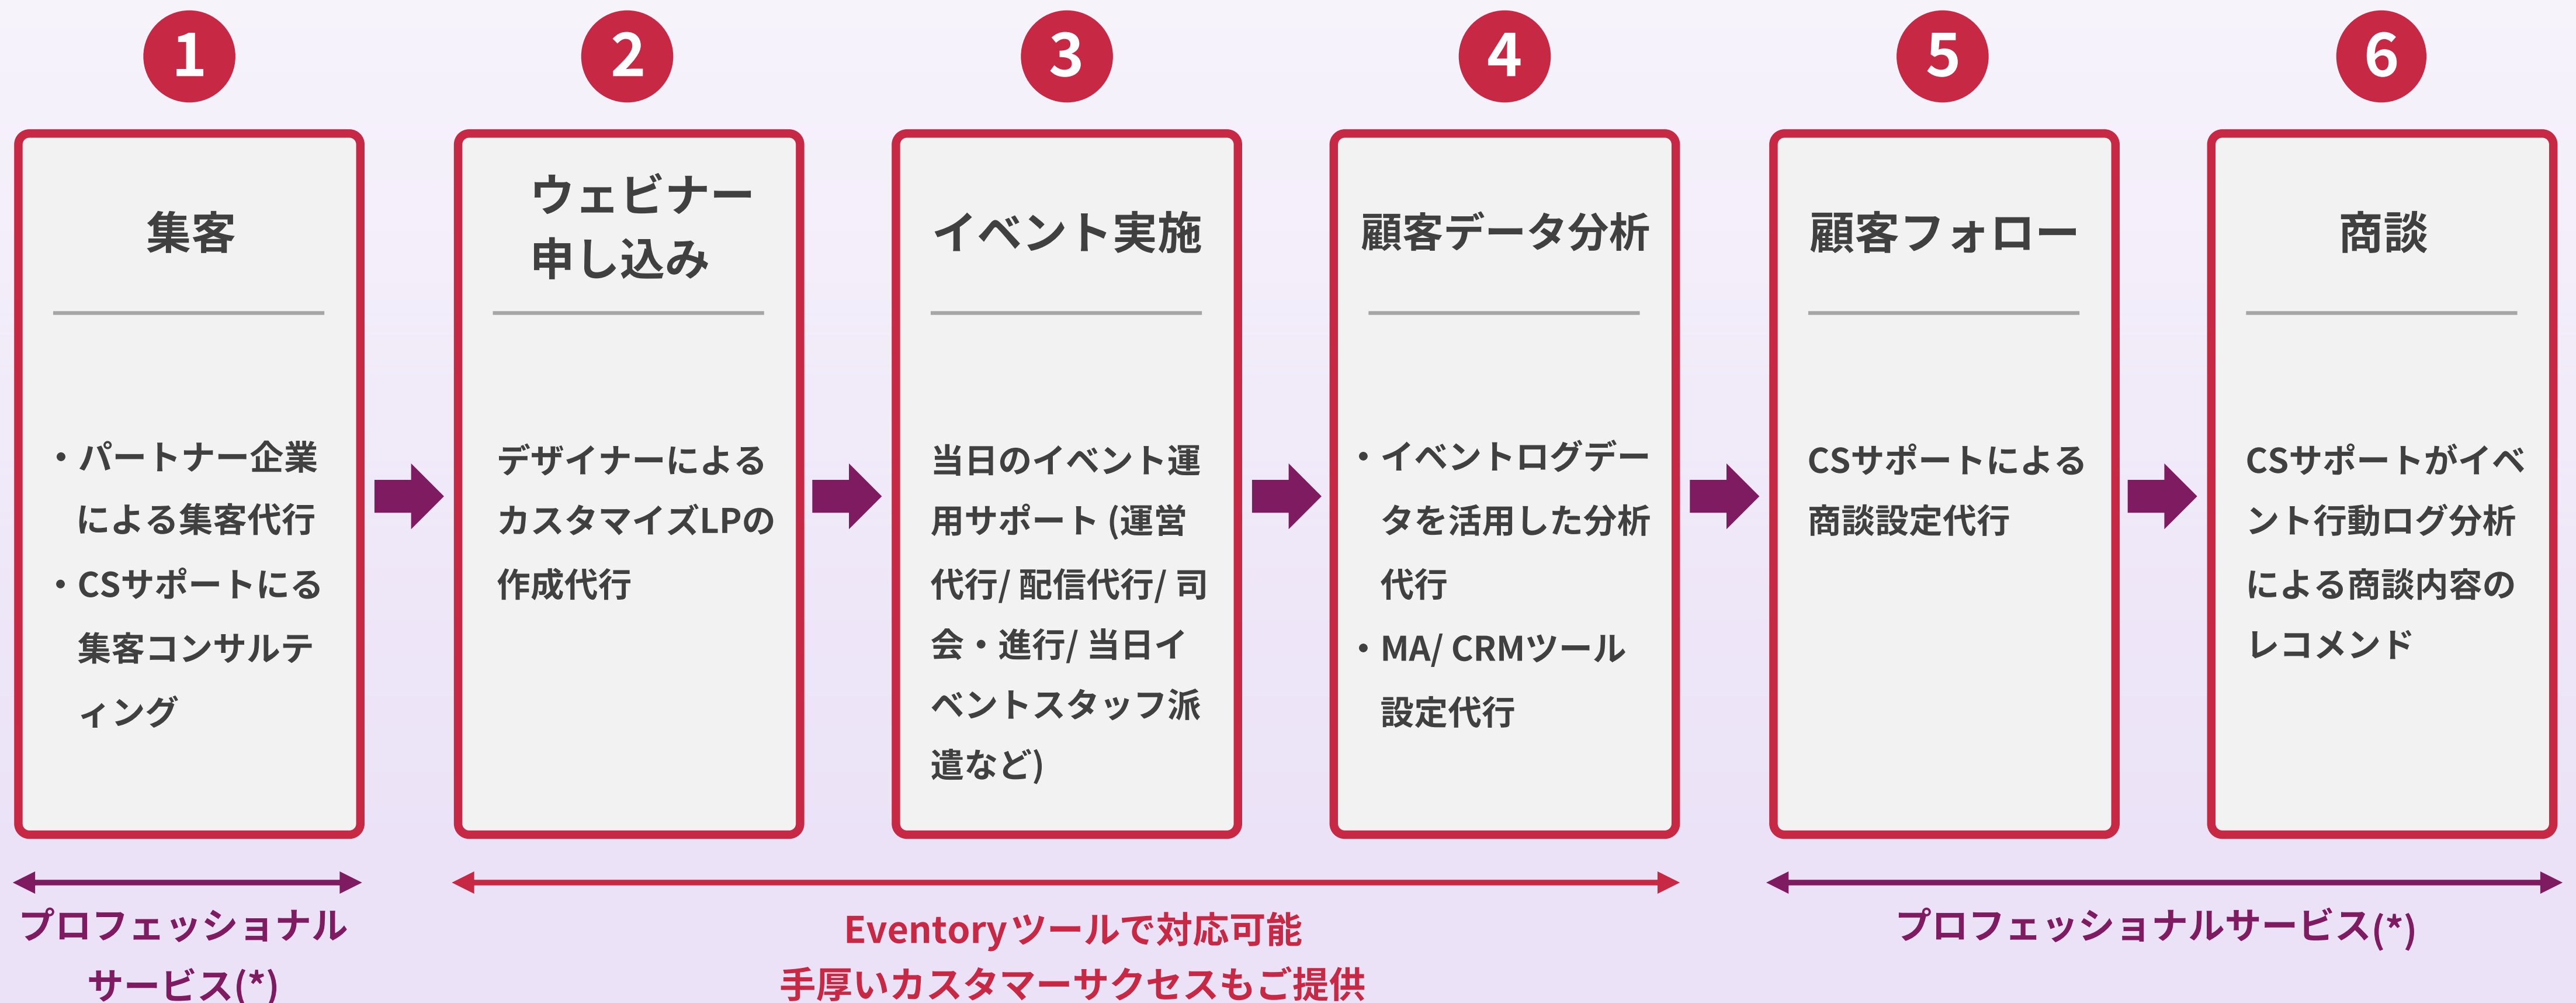 1
集客
・パートナー企業
による集客代行
・CSサポートにる
集客コンサルテ
ィング
2
ウェビナー
申し込み
デザイナーによる
カスタマイズLPの
作成代行
3
イベント実施
当日のイベント運
用サポート (運営
代行/ 配信代行/ 司
会・進行/ 当日イ
ベントスタッフ派
遣など)
4
顧客データ分析
・イベントログデー
タを活用した分析
代行
・MA/ CRMツール
設定代行
5
顧客フォロー
CSサポートによる
商談設定代行
6
商談
CSサポートがイベ
ント行動ログ分析
による商談内容の
レコメンド
プロフェッショナル
サービス(*)
Eventoryツールで対応可能
手厚いカスタマーサクセスもご提供
プロフェッショナルサービス(*)